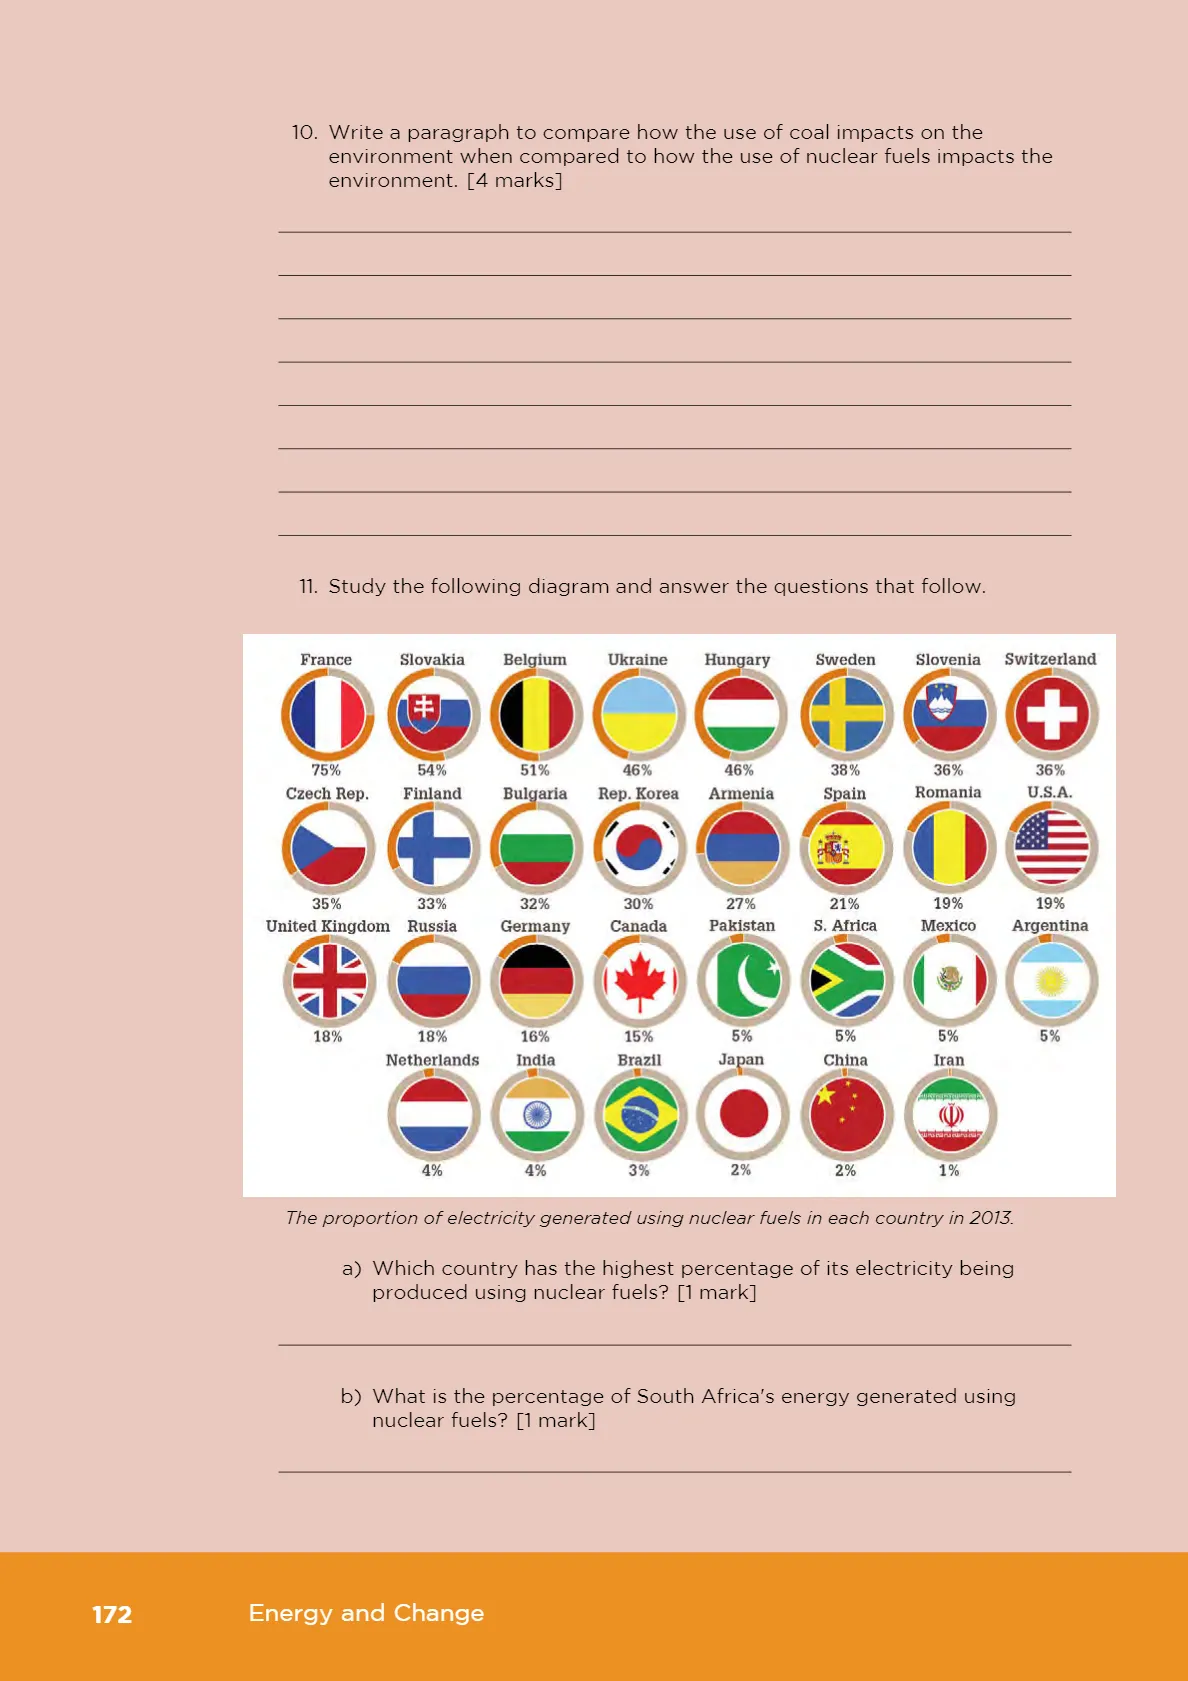 10. Write a paragraph to compare how the use of coal impacts on the
environment when compared to how the use of nuclear fuels impacts the
environment. [4 marks]
11. Study the following diagram and answer the questions that follow.
France Slovakia Belgium Ukraine Hungary Sweden Slovenia Switzerland
75% 54% 51% 46% 46% 38% 36% 36%
Czech Rep. Finland Bulgaria Rep. Korea Armenia Spain Romania U.S.A.
35% 33% 32% 30% 27% 21% 19% 19%
United Kingdom Russia Germany Canada Pakistan S. Africa Mexico Argentina
18% 18% 16% 15% 5% 5% 5% 5%
Netherlands India Brazil Japan China Iran
4% 4% 3% 2% 2% 1%
The proportion of electricity generated using nuclear fuels in each country in 2013.
a) Which country has the highest percentage of its electricity being
produced using nuclear fuels? [1 mark]
b) What is the percentage of South Africa's energy generated using
nuclear fuels? [1 mark]
172 Energy and Change